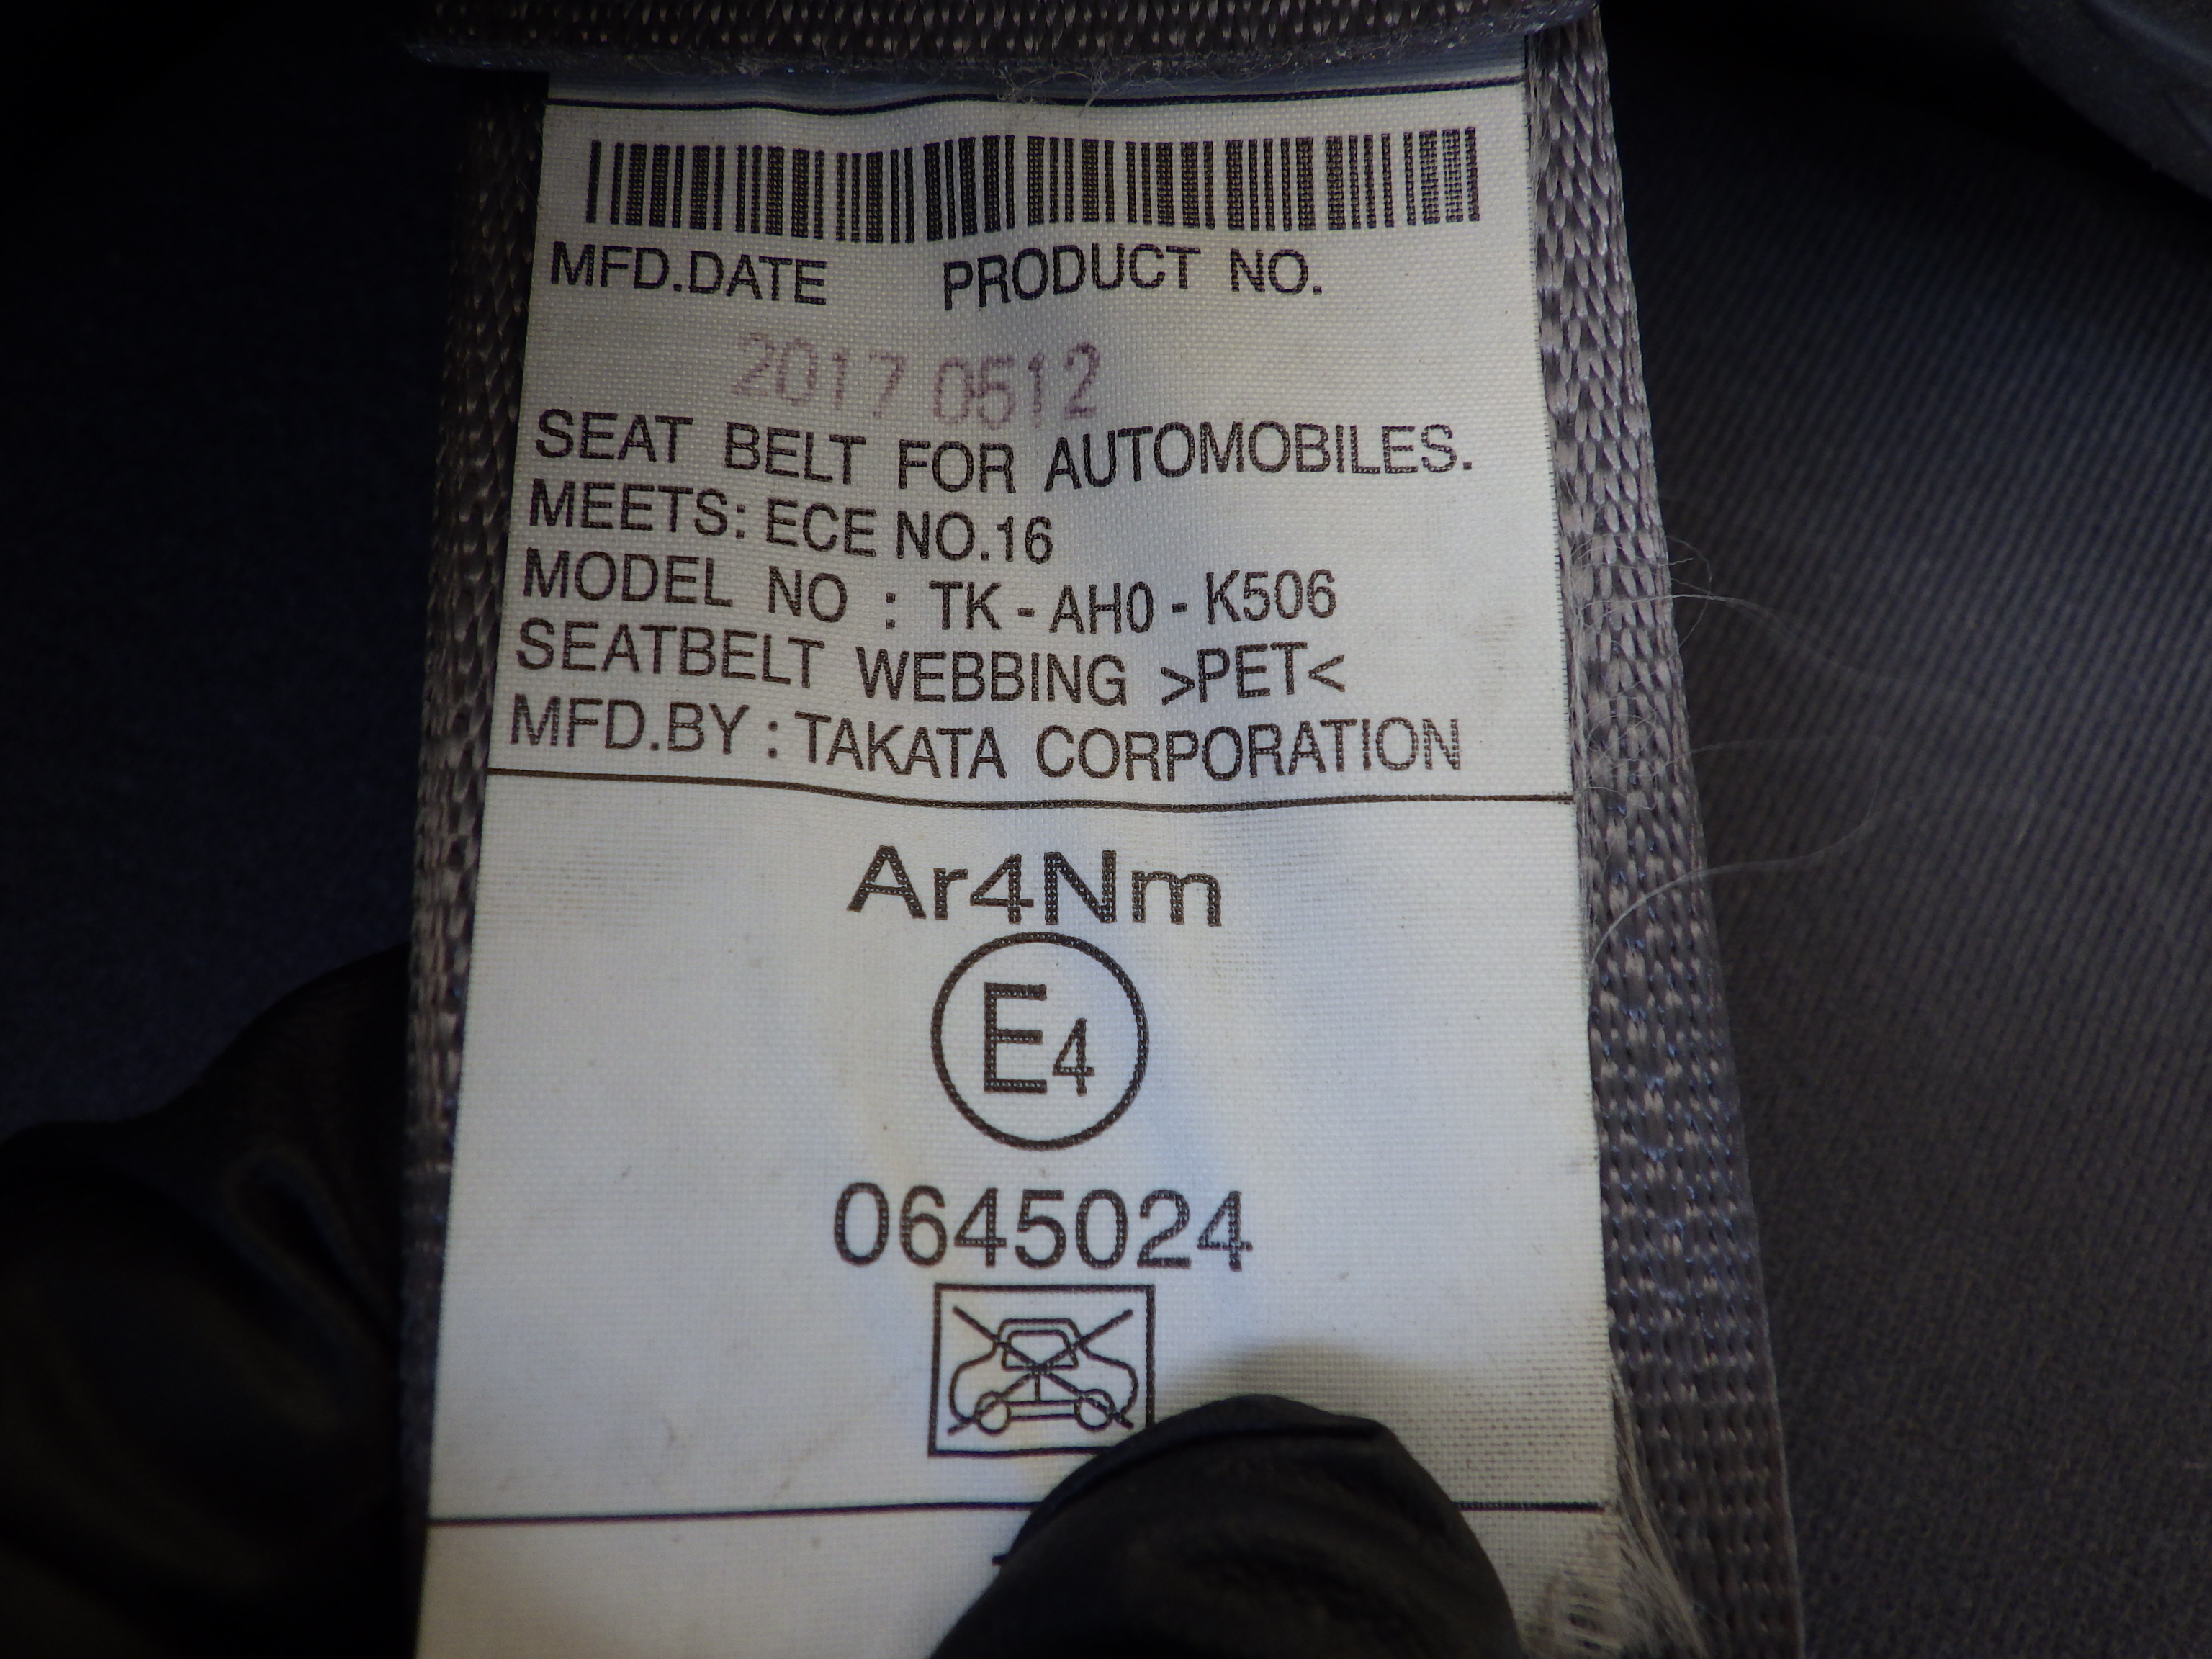 MFD.DATE PRODUCT NO.
2017 0512
SEAT BELT FOR AUTOMOBILES.
MEETS: ECE NO.16
MODEL NO : TK - AH0 - K506
SEATBELT WEBBING >PET<
MFD.BY : TAKATA CORPORATION
Ar4Nm
E4
0645024